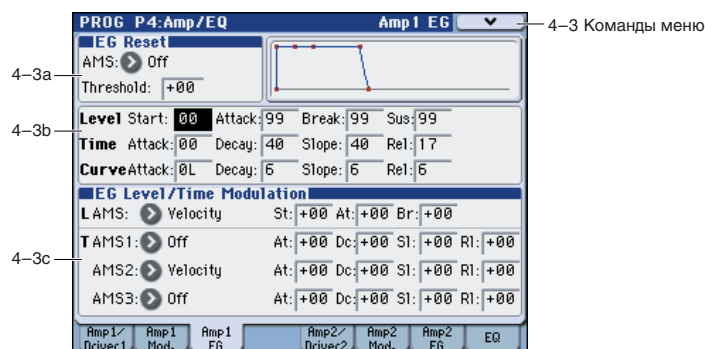 PROG P4:Amp/EQ Amp1 EG
4–3 Команды меню
EG Reset
AMS: Off
Threshold: +00
4–3a
Level Start: 00 Attack: 99 Break: 99 Sus: 99
4–3b
Time Attack: 00 Decay: 40 Slope: 40 Rel: 17
Curve Attack: 0L Decay: 6 Slope: 6 Rel: 6
EG Level/Time Modulation
L AMS: Velocity St: +00 At: +00 Br: +00
T AMS1: Off At: +00 Dc: +00 Sl: +00 Rl: +00
4–3c
AMS2: Velocity At: +00 Dc: +00 Sl: +00 Rl: +00
AMS3: Off At: +00 Dc: +00 Sl: +00 Rl: +00
Amp1/ Driver1 Amp1 Mod. Amp1 EG Amp2/ Driver2 Amp2 Mod. Amp2 EG EQ